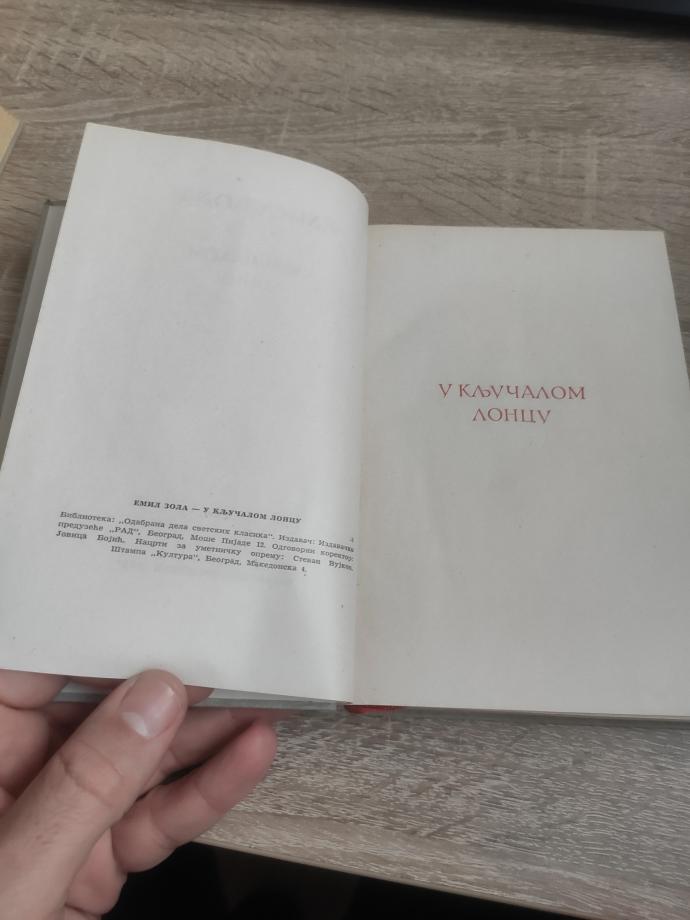 ЕМИЛ ЗОЛА — У КЉУЧАЛОМ ЛОНЦУ
Библиотека: „Одабрана дела светских класика“. Издавач: Издавачко
предузеће „РАД“, Београд, Моше Пијаде 12. Одговорни коректор:
Јовица Бојић. Нацрти за уметничку опрему: Стеван Вујков.
Штампа „Култура“, Београд, Македонска 4.
У КЉУЧАЛОМ
ЛОНЦУ